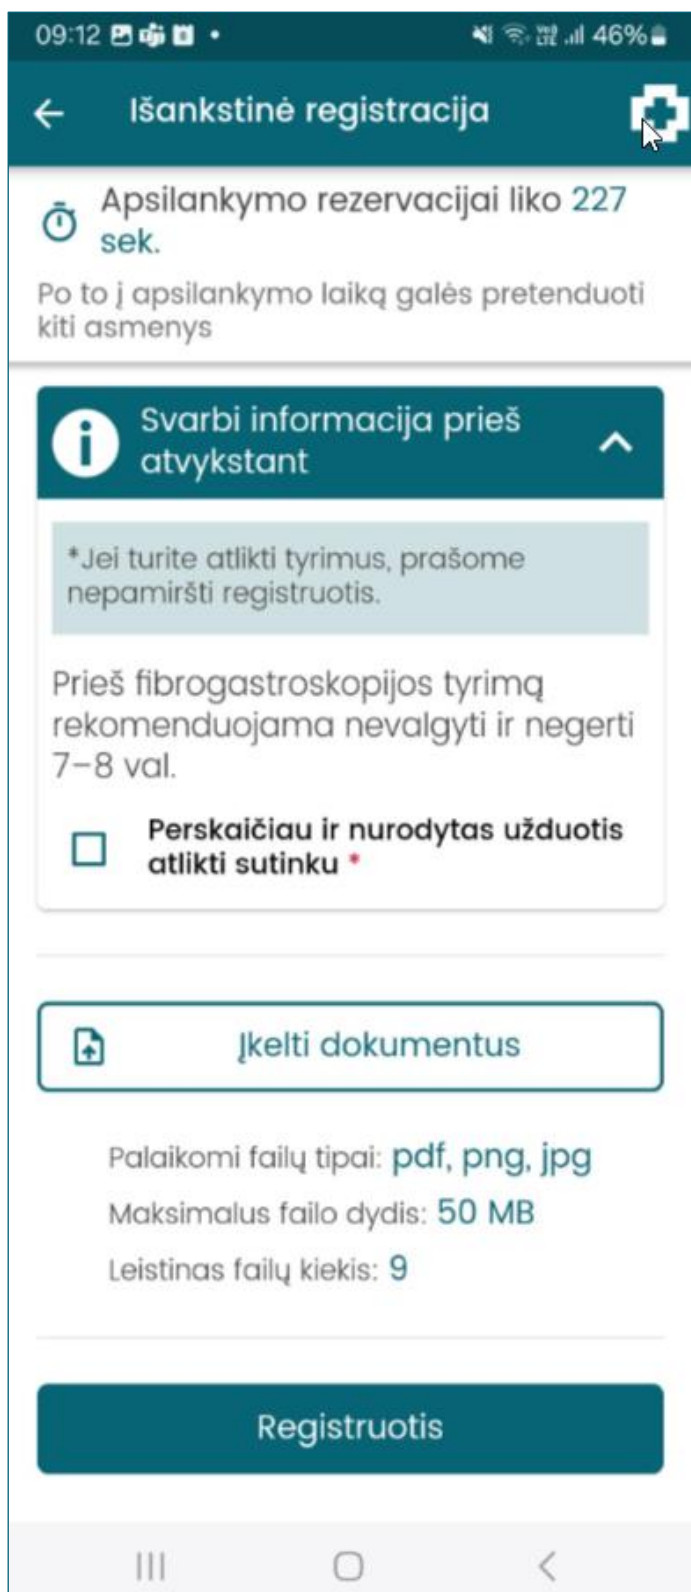 09:12
46%
Išankstinė registracija
Apsilankymo rezervacijai liko 227
sek.
Po to į apsilankymo laiką galės pretenduoti
kiti asmenys
Svarbi informacija prieš
atvykstant
*Jei turite atlikti tyrimus, prašome
nepamiršti registruotis.
Prieš fibrogastroskopijos tyrimą
rekomenduojama nevalgyti ir negerti
7–8 val.
Perskaičiau ir nurodytas užduotis
atlikti sutinku *
Įkelti dokumentus
Palaikomi failų tipai: pdf, png, jpg
Maksimalus failo dydis: 50 MB
Leistinas failų kiekis: 9
Registruotis